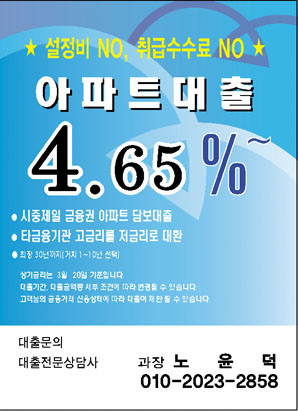 ★ 설정비 NO, 취급수수료 NO ★
아파트대출
4.65%~
● 시중제일 금융권 아파트 담보대출
● 타금융기관 고금리를 저금리로 대환
● 최장 30년까지(거치 1~10년 선택)
상기금리는 3월 20일 기준입니다.
대출기간, 대출금액등 세부 조건에 따라 변경될 수 있습니다.
고객님의 금융거래 신용상태에 따라 대출이 제한 될 수 있습니다.
대출문의
대출전문상담사 과장 노윤덕
010-2023-2858